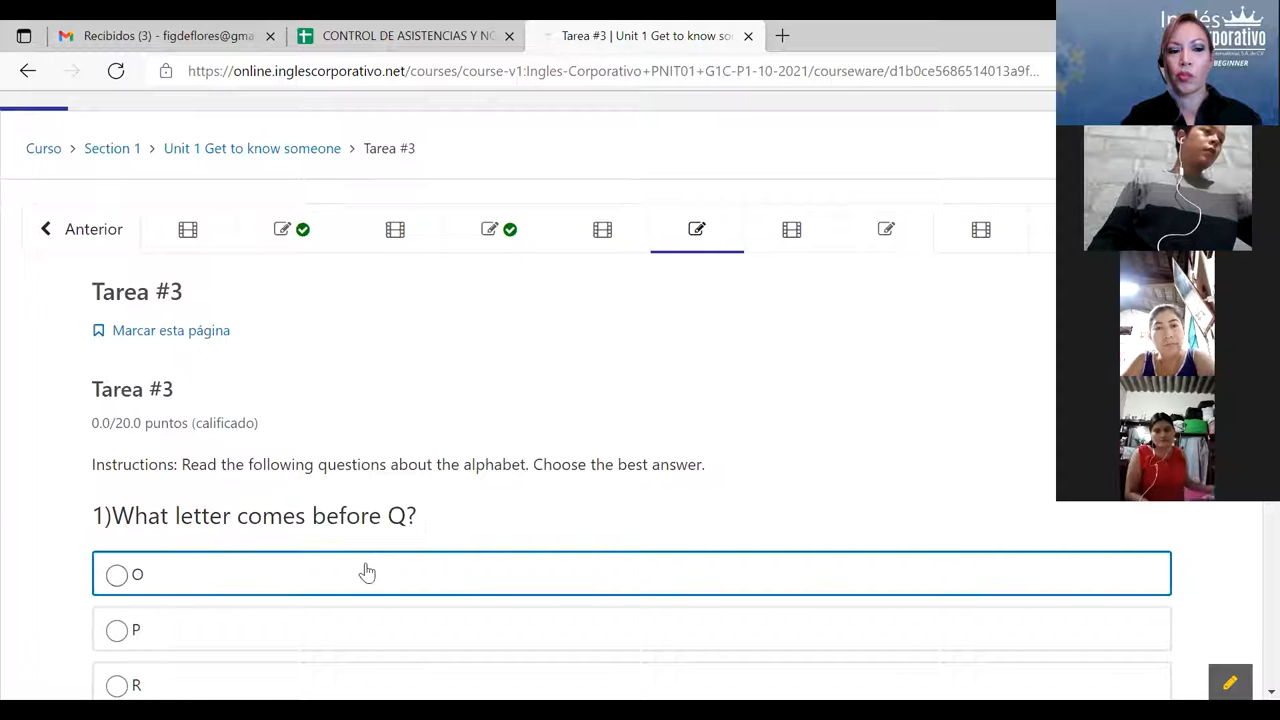 Recibidos (3) - figdeflores@gma
CONTROL DE ASISTENCIAS Y NO
Tarea #3 | Unit 1 Get to know so
https://online.inglescorporativo.net/courses/course-v1:Ingles-Corporativo+PNIT01+G1C-P1-10-2021/courseware/d1b0ce5686514013a9f...
Inglés
orporativo
International, S.A. de C.V.
BEGINNER
Curso > Section 1 > Unit 1 Get to know someone > Tarea #3
Anterior
Tarea #3
Marcar esta página
Tarea #3
0.0/20.0 puntos (calificado)
Instructions: Read the following questions about the alphabet. Choose the best answer.
1)What letter comes before Q?
O
P
R